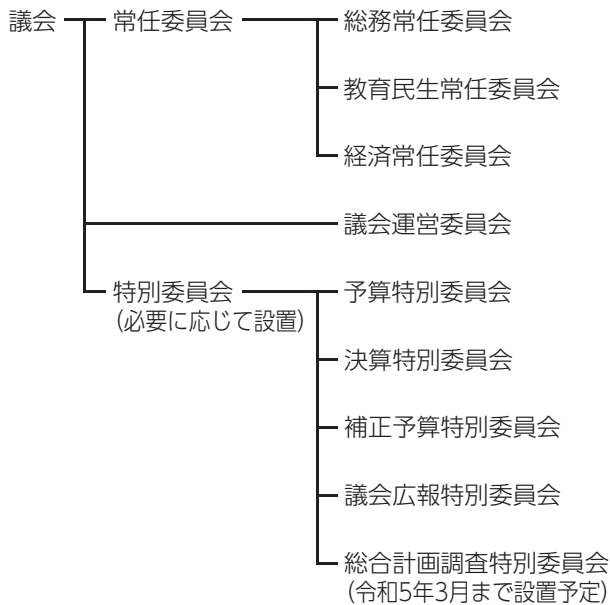 議会
常任委員会
総務常任委員会
教育民生常任委員会
経済常任委員会
議会運営委員会
特別委員会
(必要に応じて設置)
予算特別委員会
決算特別委員会
補正予算特別委員会
議会広報特別委員会
総合計画調査特別委員会
(令和5年3月まで設置予定)